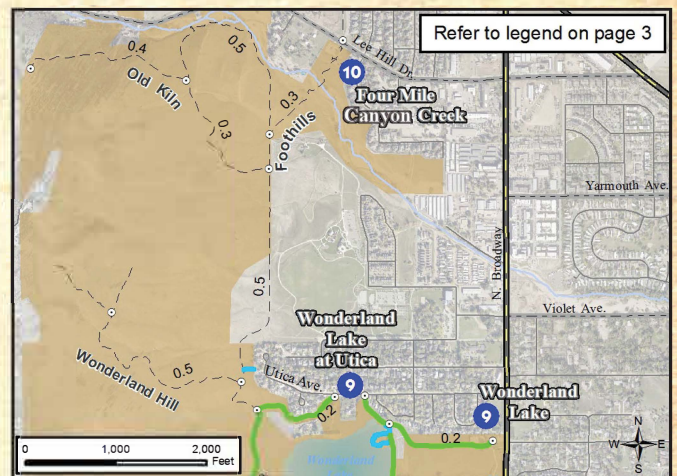 Refer to legend on page 3
Lee Hill Dr.
0.4
0.5
Old Kiln
10
Four Mile
Canyon Creek
0.3
0.3
Foothills
Yarmouth Ave.
N. Broadway
0.5
Violet Ave.
Wonderland
Lake
at Utica
Wonderland Hill
0.5
Utica Ave.
9
0.2
Wonderland
Lake
9
0.2
Wonderland
N
W E
S
0 1,000 2,000
Feet